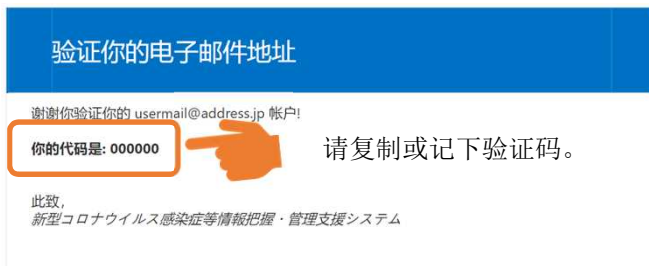 验证你的电子邮件地址
谢谢你验证你的 usermail@address.jp 帐户!
你的代码是: 000000
请复制或记下验证码。
此致,
新型コロナウイルス感染症等情報把握・管理支援システム